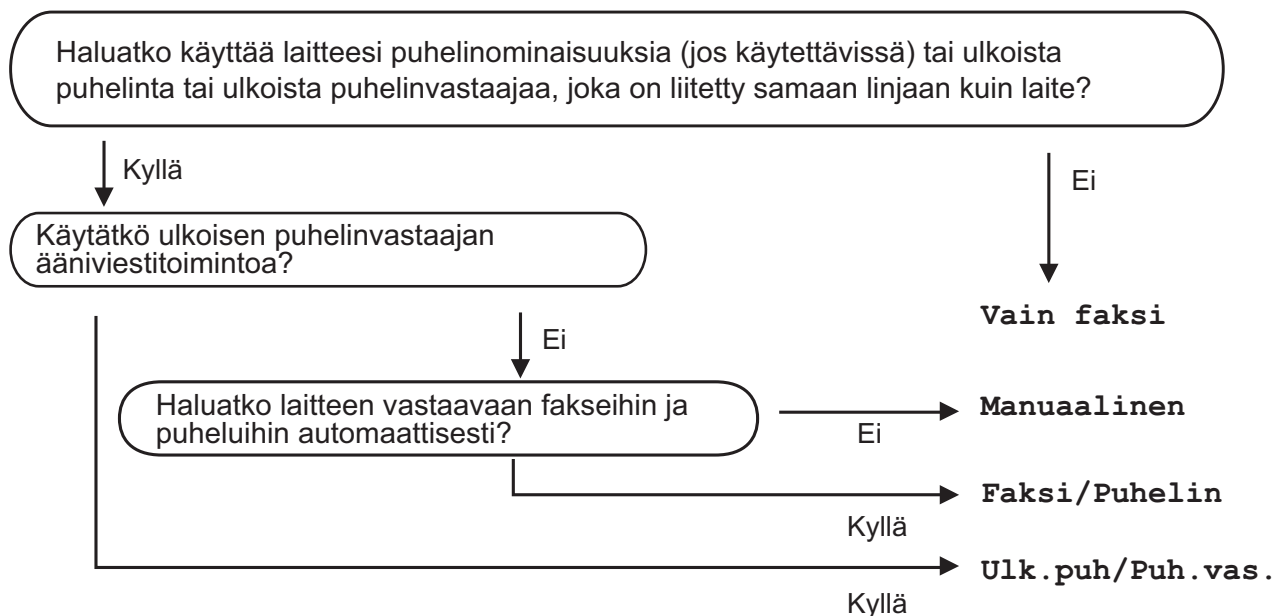 Haluatko käyttää laitteesi puhelinominaisuuksia (jos käytettävissä) tai ulkoista
puhelinta tai ulkoista puhelinvastaajaa, joka on liitetty samaan linjaan kuin laite?
Kyllä
Ei
Käytätkö ulkoisen puhelinvastaajan
ääniviestitoimintoa?
Vain faksi
Ei
Haluatko laitteen vastaavaan fakseihin ja
puheluihin automaattisesti?
Ei
Manuaalinen
Kyllä
Faksi/Puhelin
Kyllä
Ulk.puh/Puh.vas.